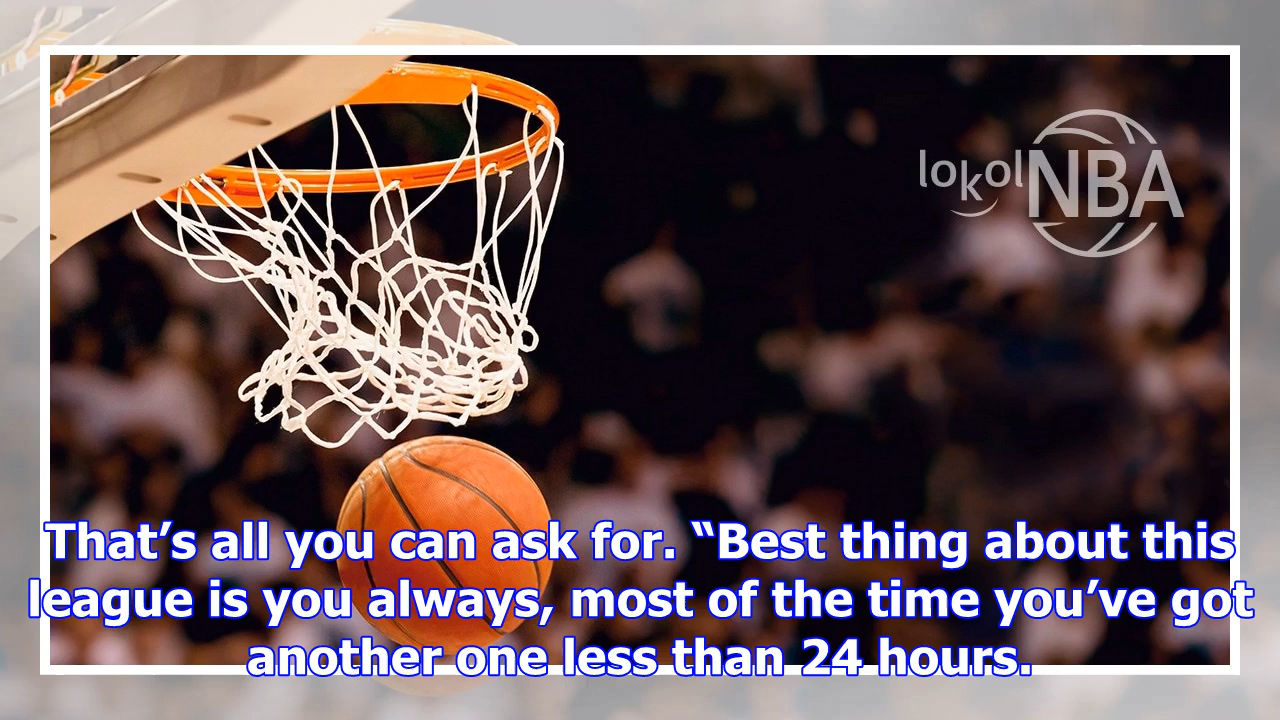 lokol NBA
That’s all you can ask for. “Best thing about this
league is you always, most of the time you’ve got
another one less than 24 hours.